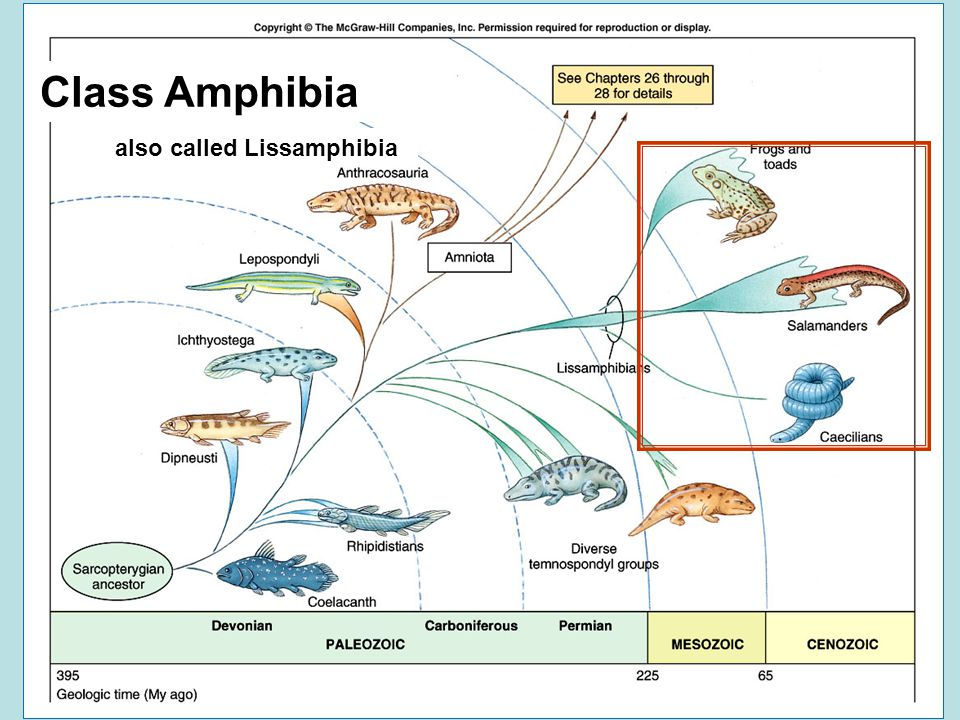 Copyright © The McGraw-Hill Companies, Inc. Permission required for reproduction or display.
Class Amphibia
also called Lissamphibia
See Chapters 26 through
28 for details
Frogs and
toads
Anthracosauria
Amniota
Lepospondyli
Salamanders
Ichthyostega
Lissamphibians
Caecilians
Dipneusti
Rhipidistians
Diverse
temnospondyl groups
Sarcopterygian
ancestor
Coelacanth
Devonian
Carboniferous
Permian
PALEOZOIC
MESOZOIC
CENOZOIC
395
225
65
Geologic time (My ago)